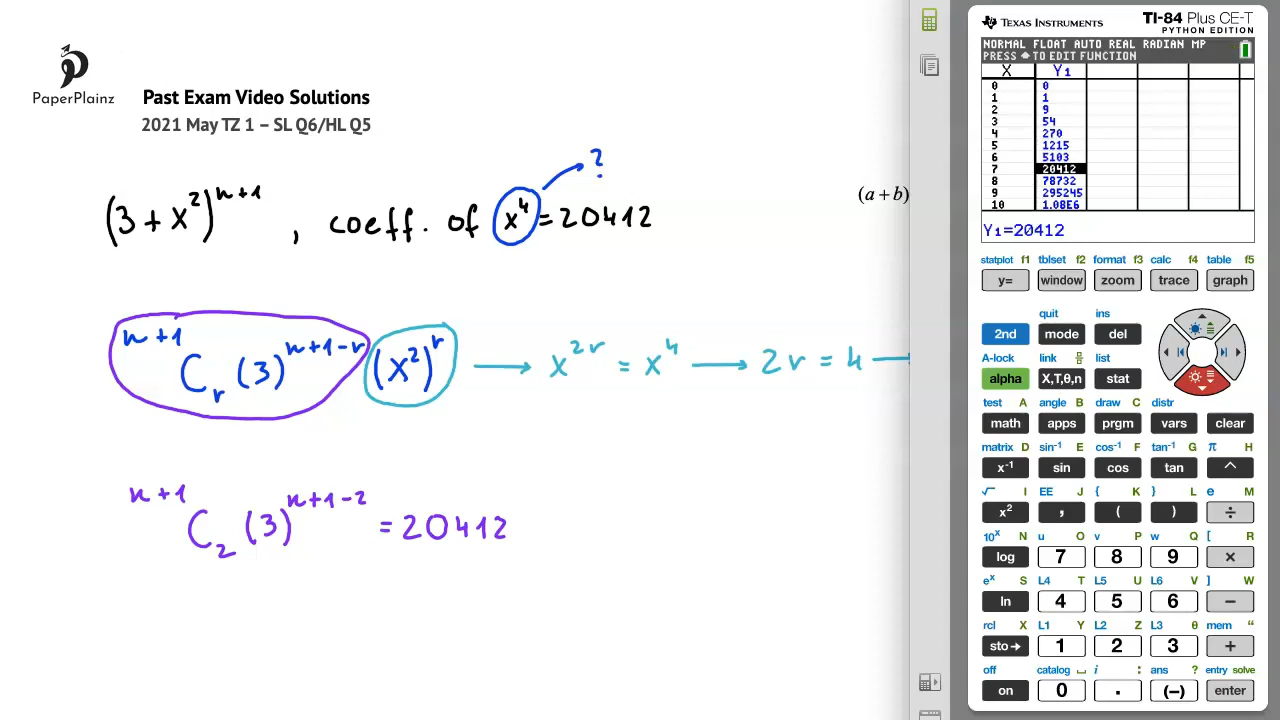 PaperPlainz
Past Exam Video Solutions
2021 May TZ 1 – SL Q6/HL Q5
(3 + x²)ⁿ⁺¹ , coeff. of x⁴ = 20412
?
(a + b)
ⁿ⁺¹Cᵣ (3)ⁿ⁺¹⁻ʳ (x²)ʳ → x²ʳ = x⁴ → 2r = 4 →
ⁿ⁺¹C₂ (3)ⁿ⁺¹⁻² = 20412
TEXAS INSTRUMENTS TI-84 Plus CE-T
PYTHON EDITION
NORMAL FLOAT AUTO REAL RADIAN MP
PRESS + TO EDIT FUNCTION
X Y₁
0 0
1 1
2 9
3 54
4 270
5 1215
6 5103
7 20412
8 78732
9 295245
10 1.08E6
Y₁=20412
statplot f1 tblset f2 format f3 calc f4 table f5
y= window zoom trace graph
quit ins
2nd mode del
A-lock link list
alpha X,T,θ,n stat
test A angle B draw C distr
math apps prgm vars clear
matrix D sin⁻¹ E cos⁻¹ F tan⁻¹ G π H
x⁻¹ sin cos tan ^
√ I EE J { K } L e M
x² , ( ) ÷
10ˣ N u O v P w Q [ R
log 7 8 9 ×
eˣ S L4 T L5 U L6 V ] W
ln 4 5 6 −
rcl X L1 Y L2 Z L3 θ mem "
sto→ 1 2 3 +
off catalog ⎵ i : ans ? entry solve
on 0 . (−) enter